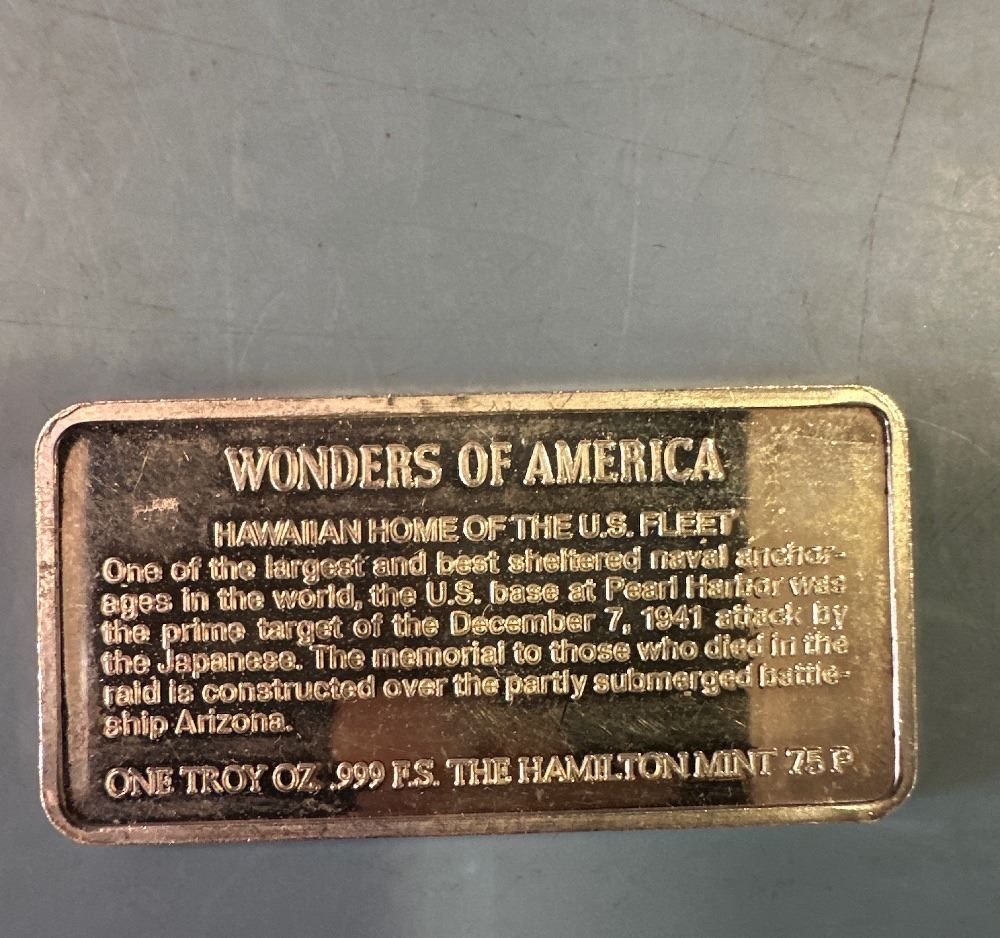 WONDERS OF AMERICA
HAWAIIAN HOME OF THE U.S. FLEET
One of the largest and best sheltered naval anchor-
ages in the world, the U.S. base at Pearl Harbor was
the prime target of the December 7, 1941 attack by
the Japanese. The memorial to those who died in the
raid is constructed over the partly submerged battle-
ship Arizona.
ONE TROY OZ. .999 F.S. THE HAMILTON MINT '75 P.